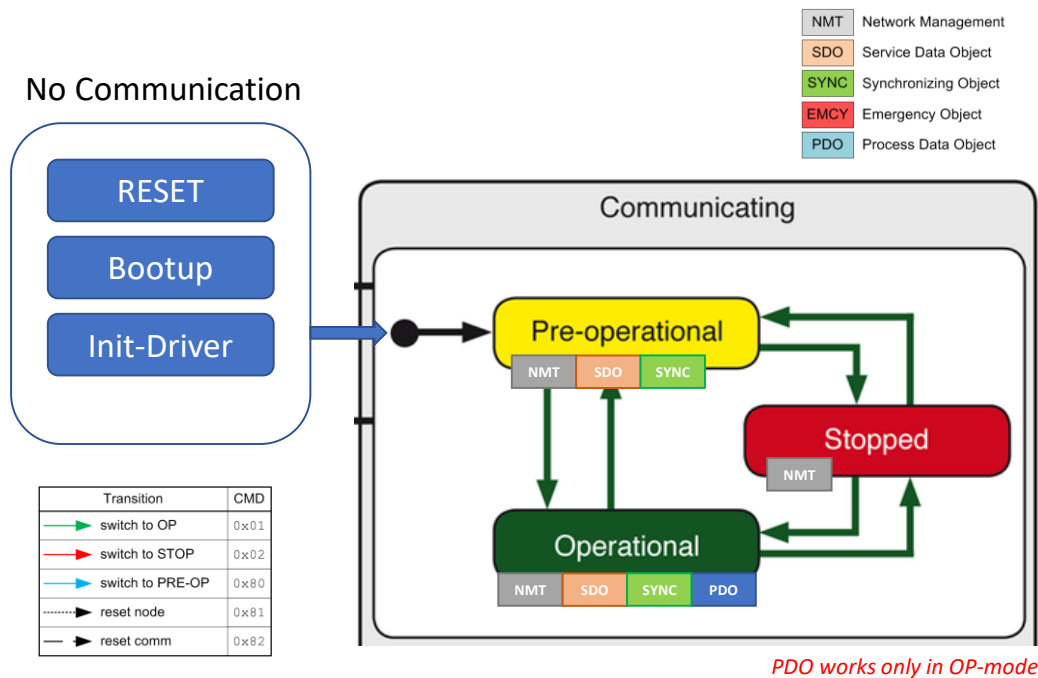 NMT Network Management
SDO Service Data Object
SYNC Synchronizing Object
EMCY Emergency Object
PDO Process Data Object
No Communication
RESET
Bootup
Init-Driver
Communicating
Pre-operational
NMT SDO SYNC
Stopped
NMT
Operational
NMT SDO SYNC PDO
Transition CMD
switch to OP 0x01
switch to STOP 0x02
switch to PRE-OP 0x80
reset node 0x81
reset comm 0x82
PDO works only in OP-mode